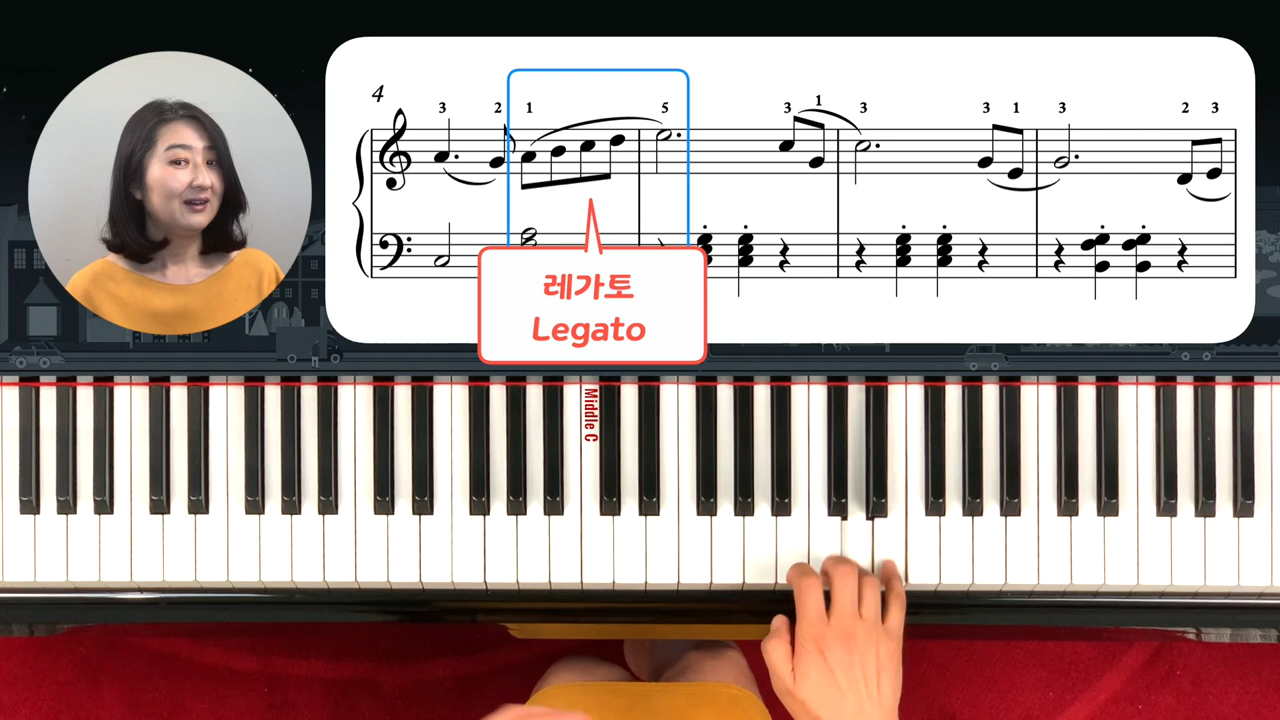 4
3 2 1 5 3 1 3 3 1 3 2 3
레가토
Legato
Middle C